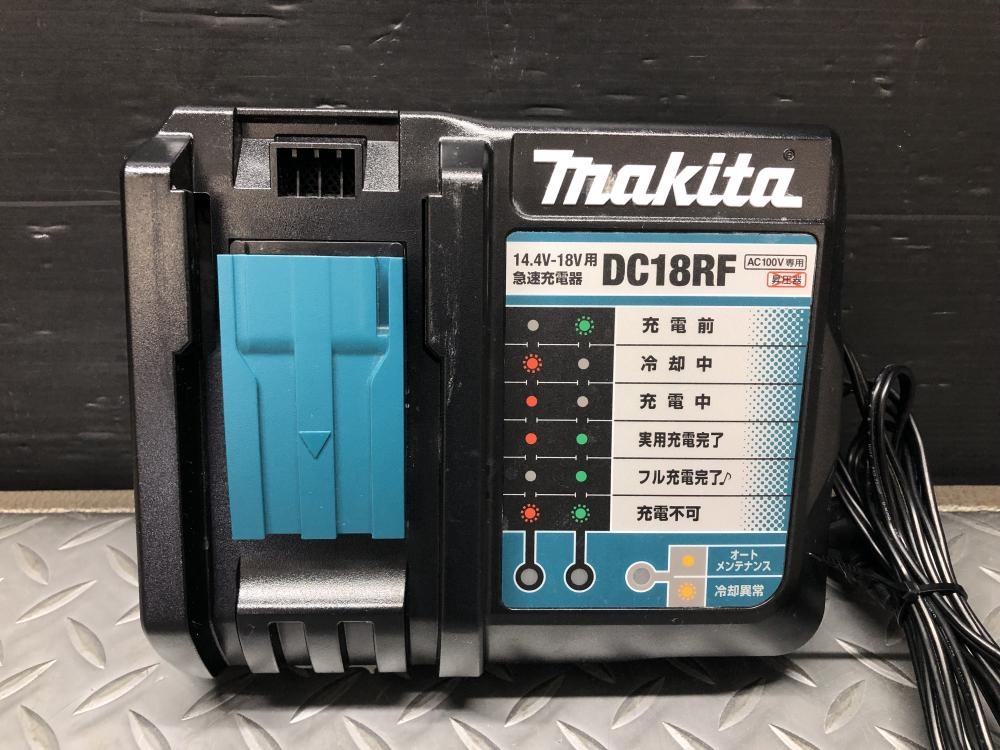 makita
14.4V-18V用
急速充電器
DC18RF
AC100V専用
昇圧器
充電前
冷却中
充電中
実用充電完了
フル充電完了♪
充電不可
オート
メンテナンス
冷却異常